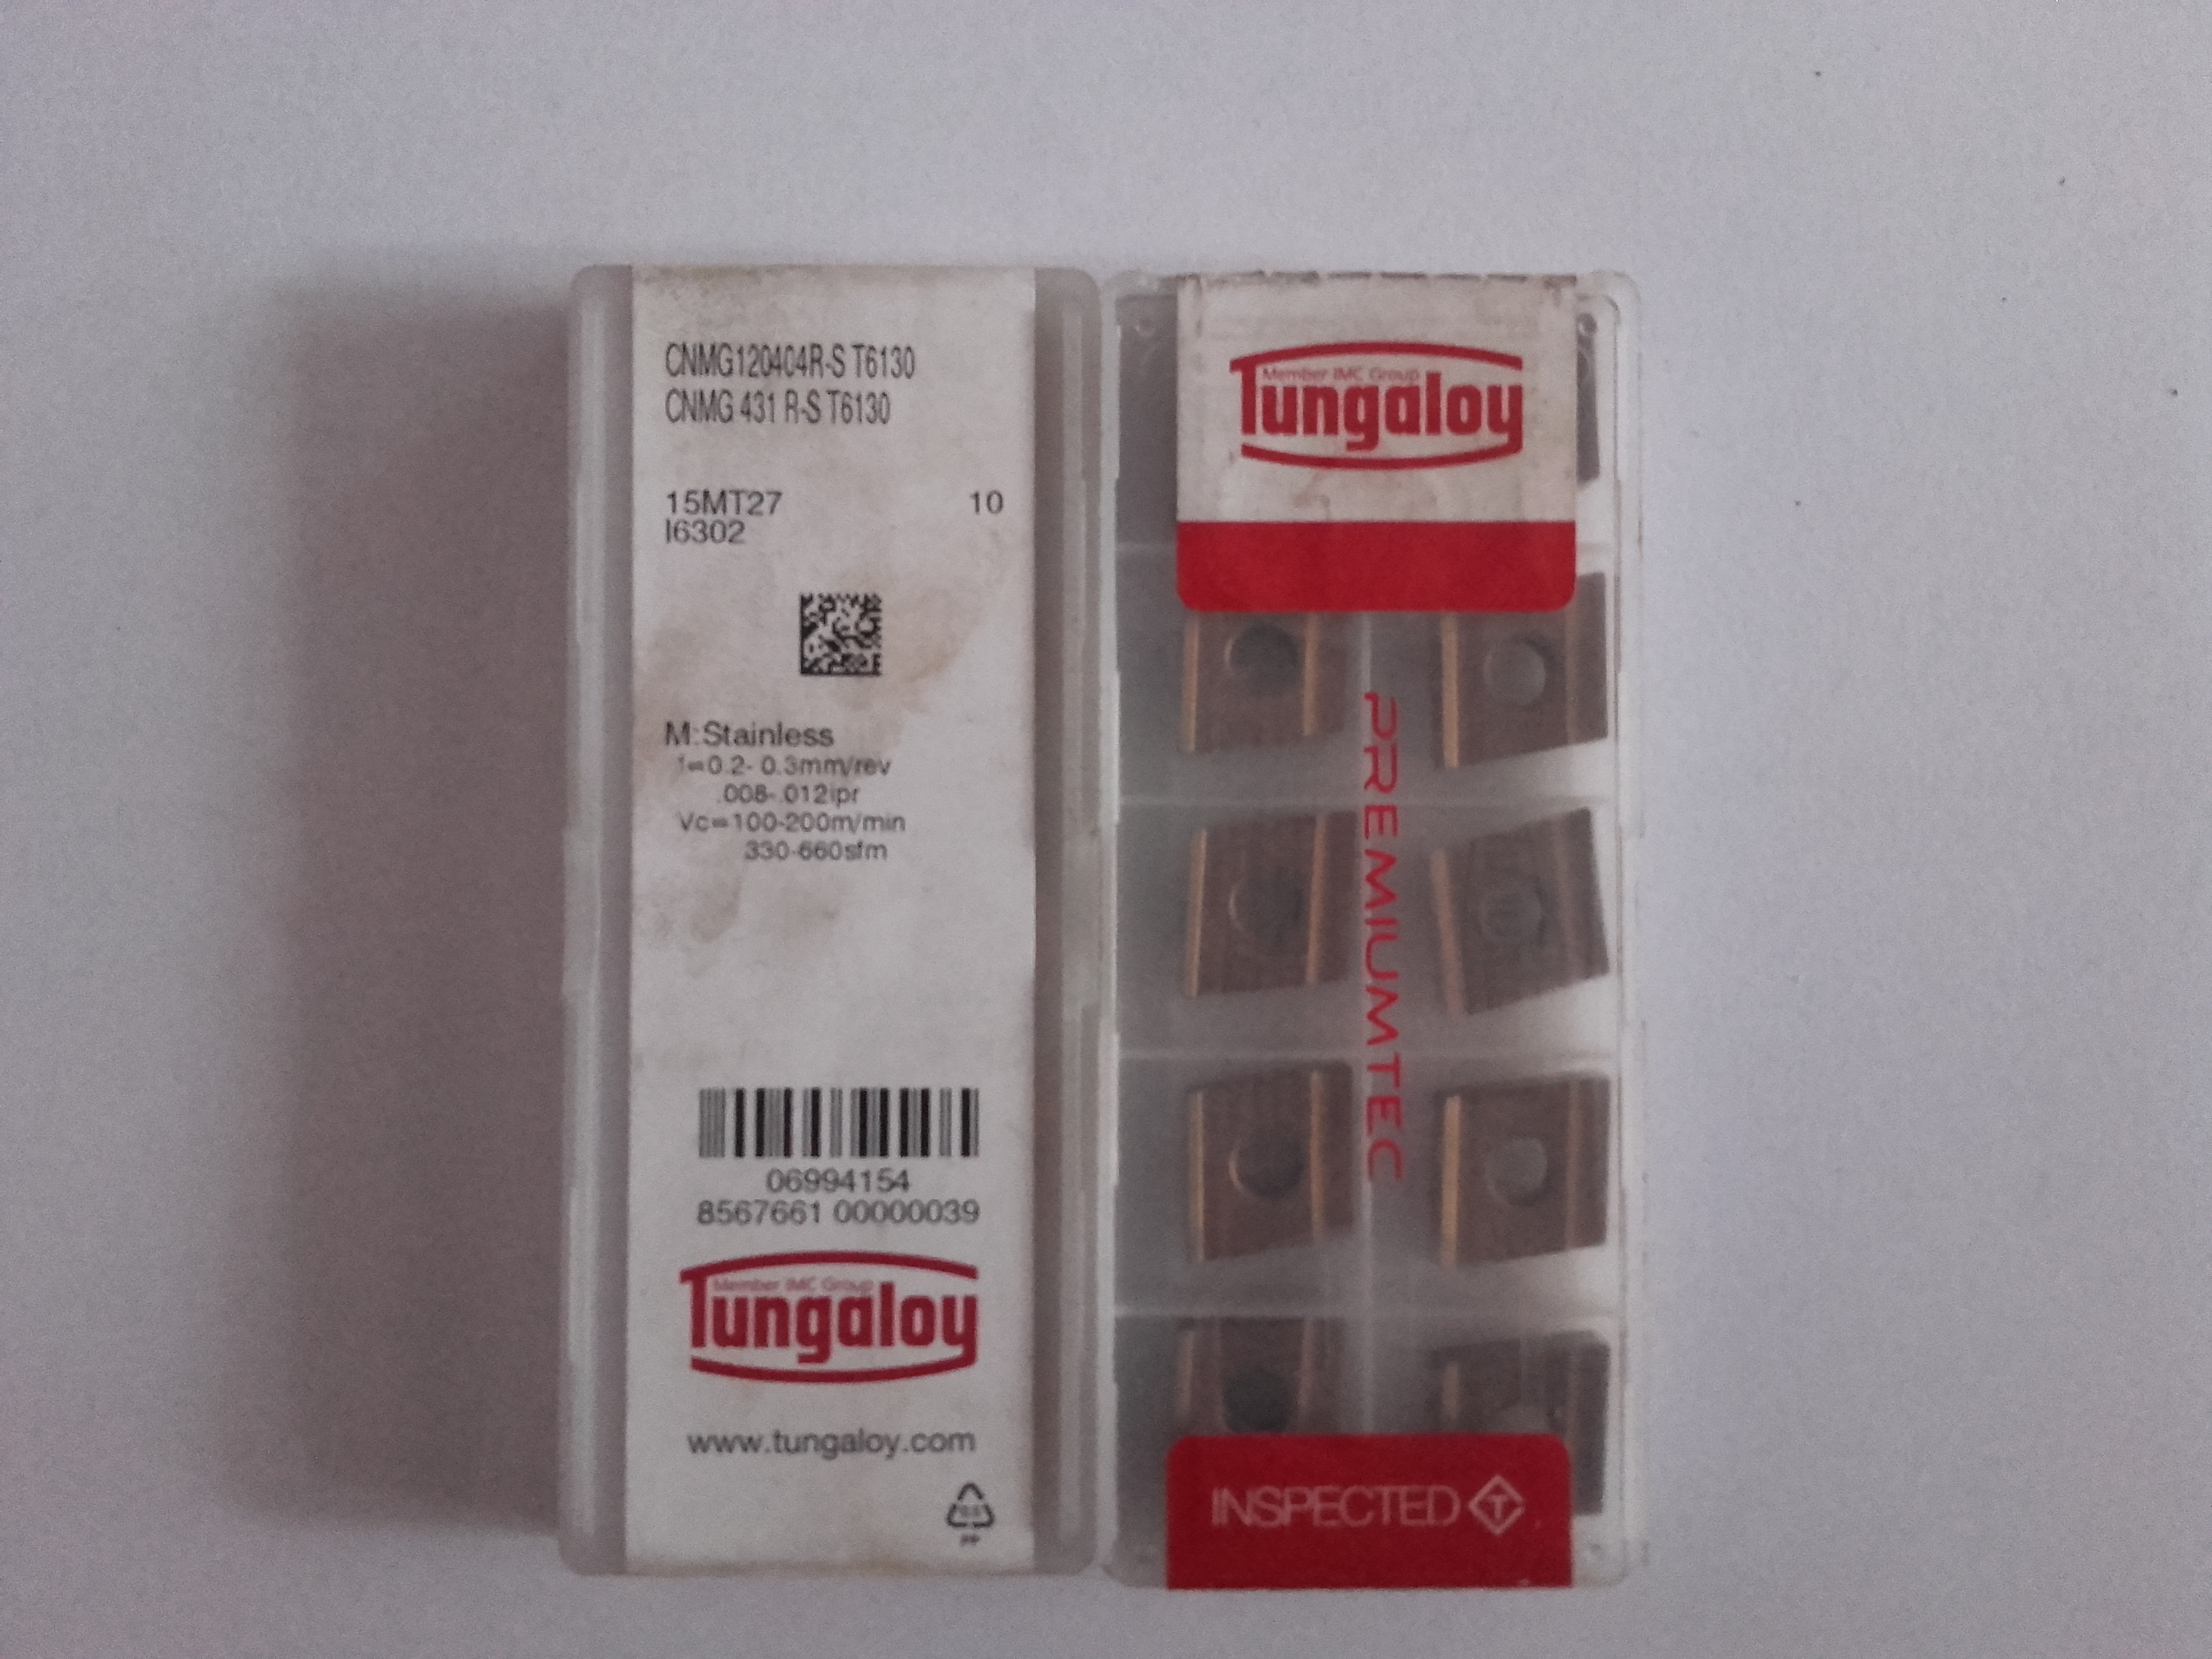 CNMG120404R-S T6130
CNMG 431 R-S T6130
15MT27 10
I6302
M:Stainless
f=0.2- 0.3mm/rev
.008-.012ipr
Vc=100-200m/min
330-660sfm
06994154
8567661 00000039
Member IMC Group
Tungaloy
www.tungaloy.com
PP
Member IMC Group
Tungaloy
PREMIUMTEC
INSPECTED T